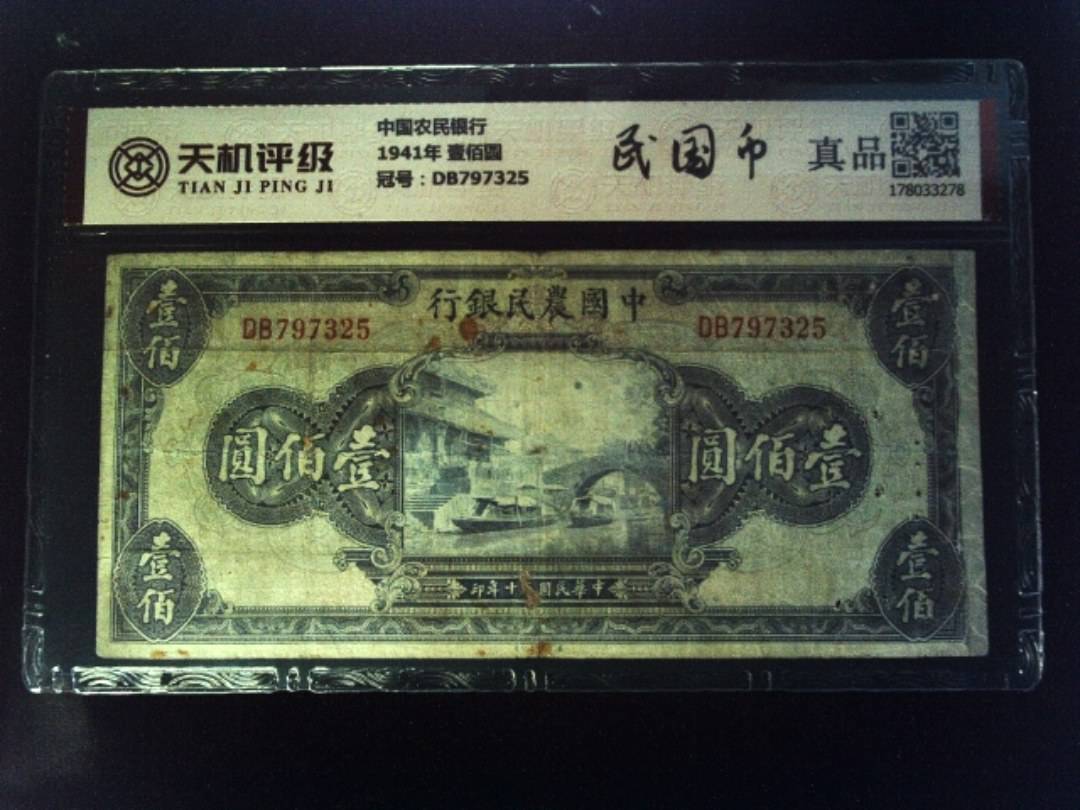 天机评级
TIAN JI PING JI
中国农民银行
1941年 壹佰圓
冠号：DB797325
民国币
真品
178033278
中國農民銀行
壹佰
壹佰
DB797325
DB797325
壹佰圓
壹佰圓
中華民國 十年印
壹佰
壹佰